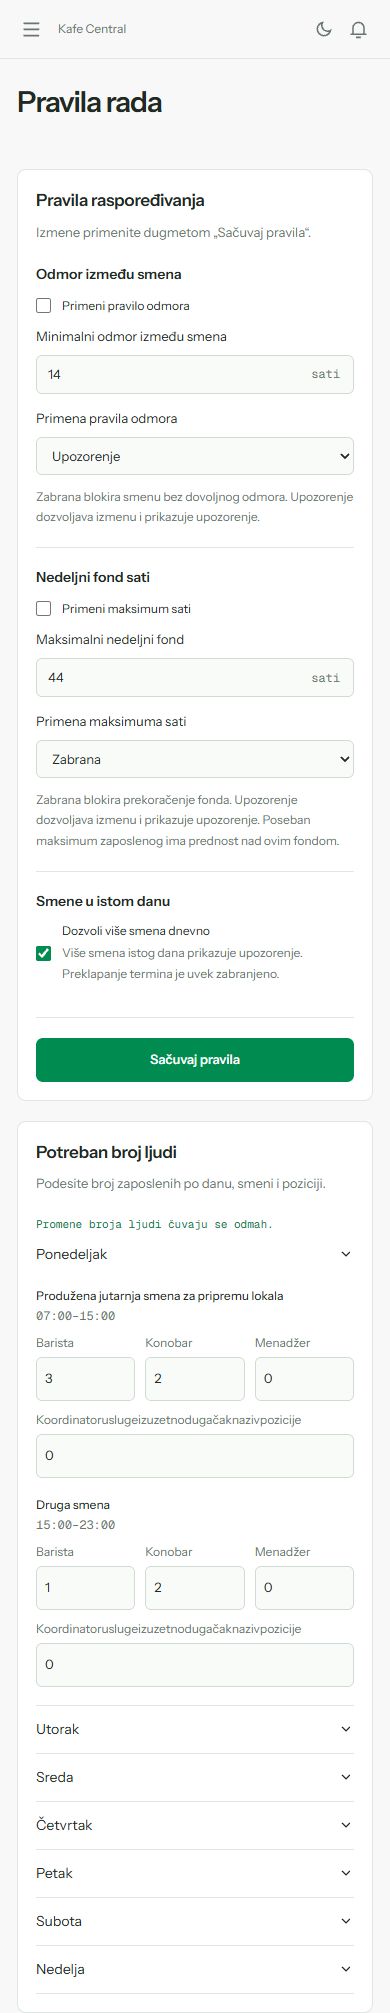 Kafe Central
Pravila rada
Pravila raspoređivanja
Izmene primenite dugmetom „Sačuvaj pravila“.
Odmor između smena
Primeni pravilo odmora
Minimalni odmor između smena
14 sati
Primena pravila odmora
Upozorenje
Zabrana blokira smenu bez dovoljnog odmora. Upozorenje
dozvoljava izmenu i prikazuje upozorenje.
Nedeljni fond sati
Primeni maksimum sati
Maksimalni nedeljni fond
44 sati
Primena maksimuma sati
Zabrana
Zabrana blokira prekoračenje fonda. Upozorenje
dozvoljava izmenu i prikazuje upozorenje. Poseban
maksimum zaposlenog ima prednost nad ovim fondom.
Smene u istom danu
Dozvoli više smena dnevno
Više smena istog dana prikazuje upozorenje.
Preklapanje termina je uvek zabranjeno.
Sačuvaj pravila
Potreban broj ljudi
Podesite broj zaposlenih po danu, smeni i poziciji.
Promene broja ljudi čuvaju se odmah.
Ponedeljak
Produžena jutarnja smena za pripremu lokala
07:00–15:00
Barista Konobar Menadžer
3 2 0
Koordinatoruslugeizuzetnodugačaknazivpozicije
0
Druga smena
15:00–23:00
Barista Konobar Menadžer
1 2 0
Koordinatoruslugeizuzetnodugačaknazivpozicije
0
Utorak
Sreda
Četvrtak
Petak
Subota
Nedelja